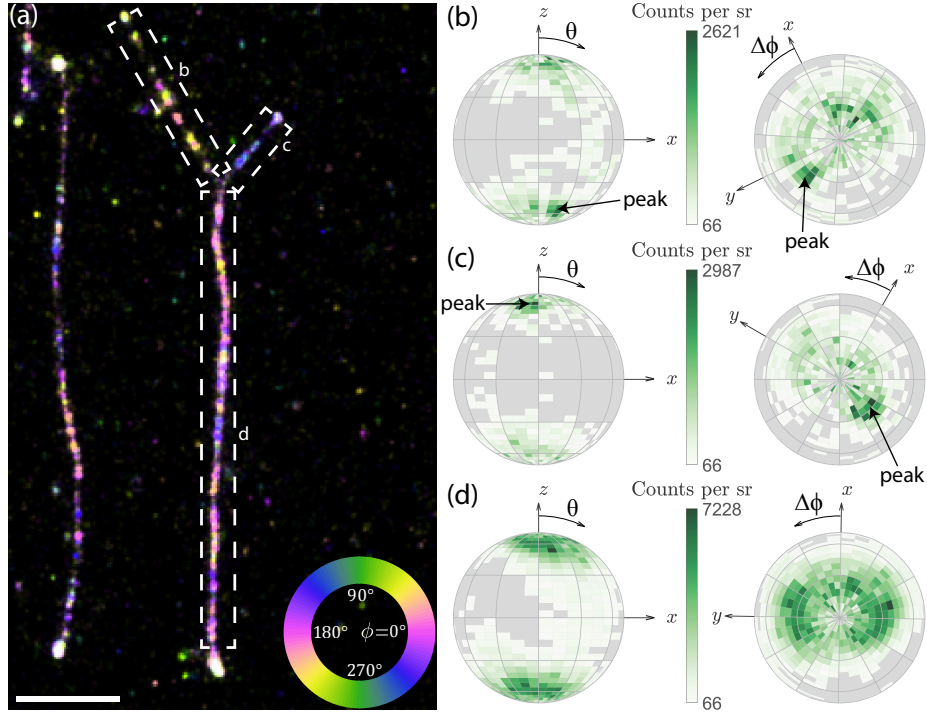 (a)
b
c
d
90°
180° ϕ=0°
270°
(b)
z
θ
x
peak
Counts per sr
2621
66
Δϕ
x
y
peak
(c)
z
θ
peak
x
Counts per sr
2987
66
Δϕ
x
y
peak
(d)
z
θ
x
Counts per sr
7228
66
Δϕ
x
y